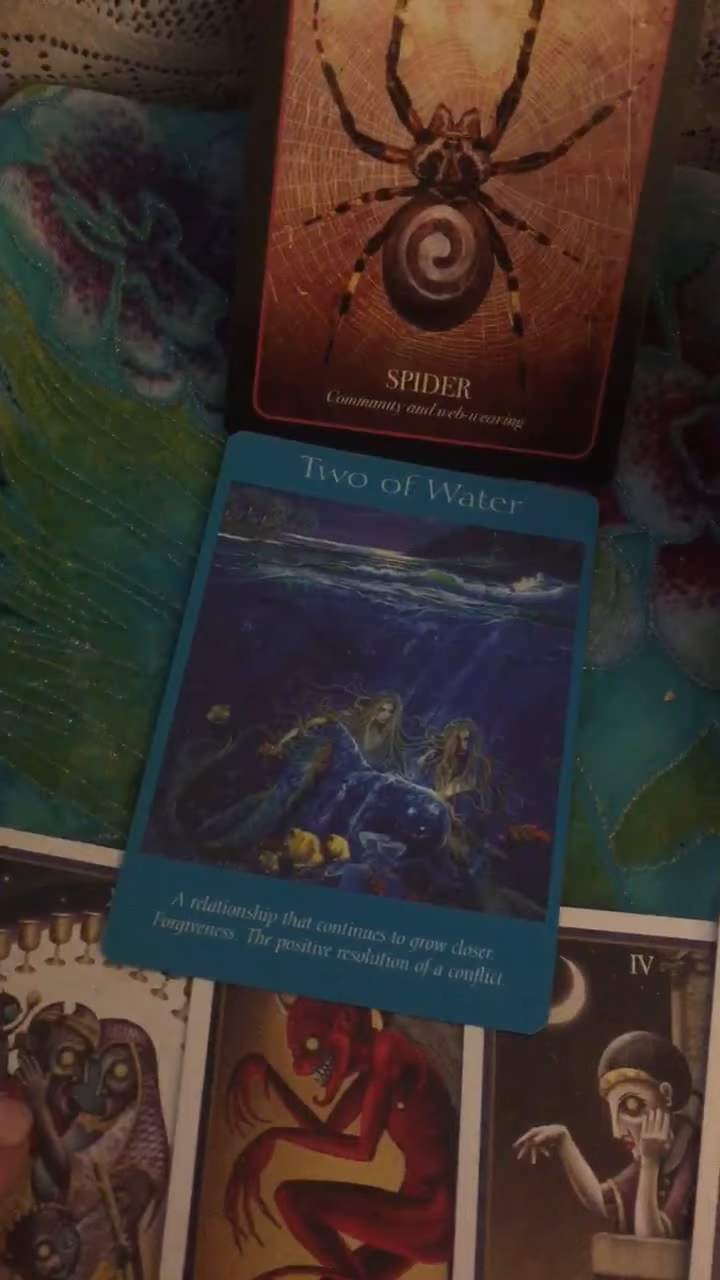 SPIDER
Community and web-weaving
Two of Water
A relationship that continues to grow closer.
Forgiveness. The positive resolution of a conflict.
IV